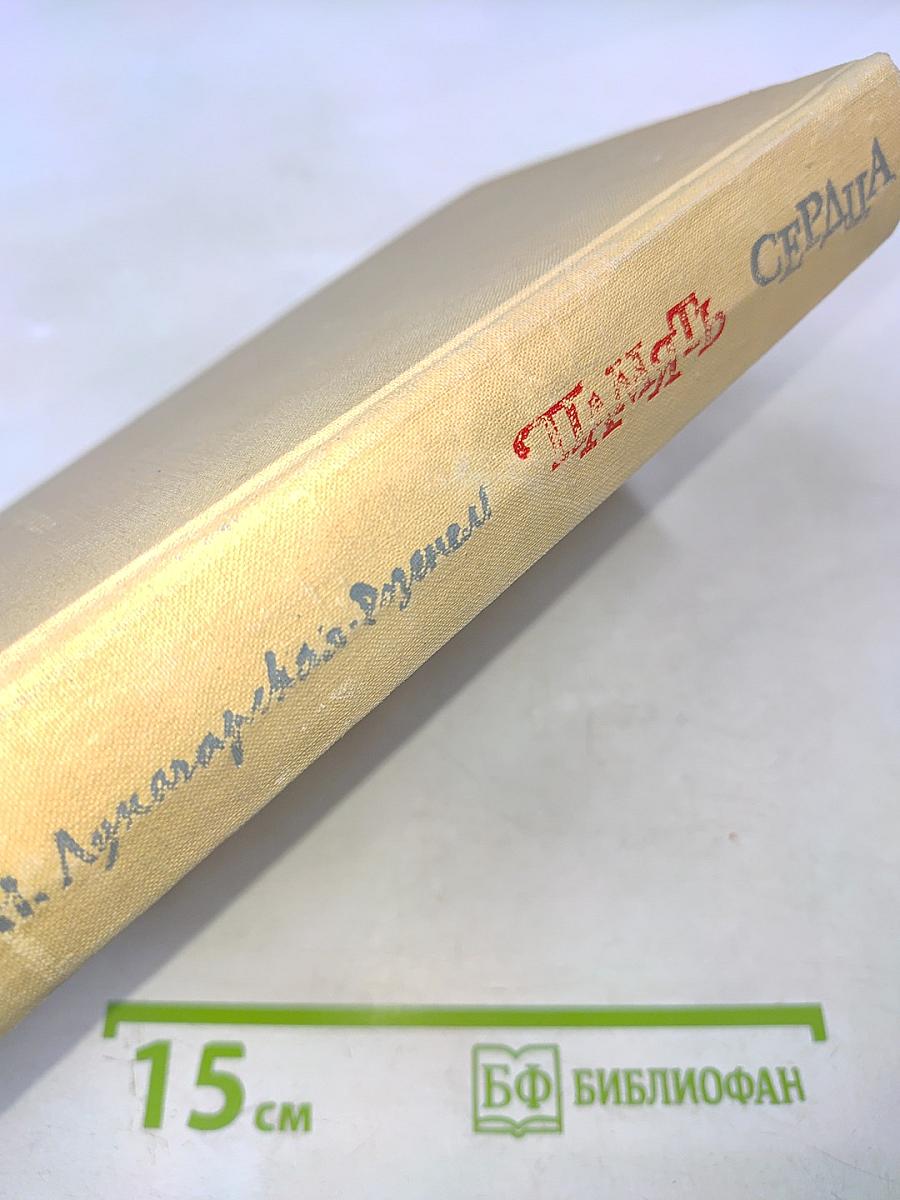 Н. Луначарская-Розенель ПАМЯТЬ СЕРДЦА
15 см
БФ БИБЛИОФАН